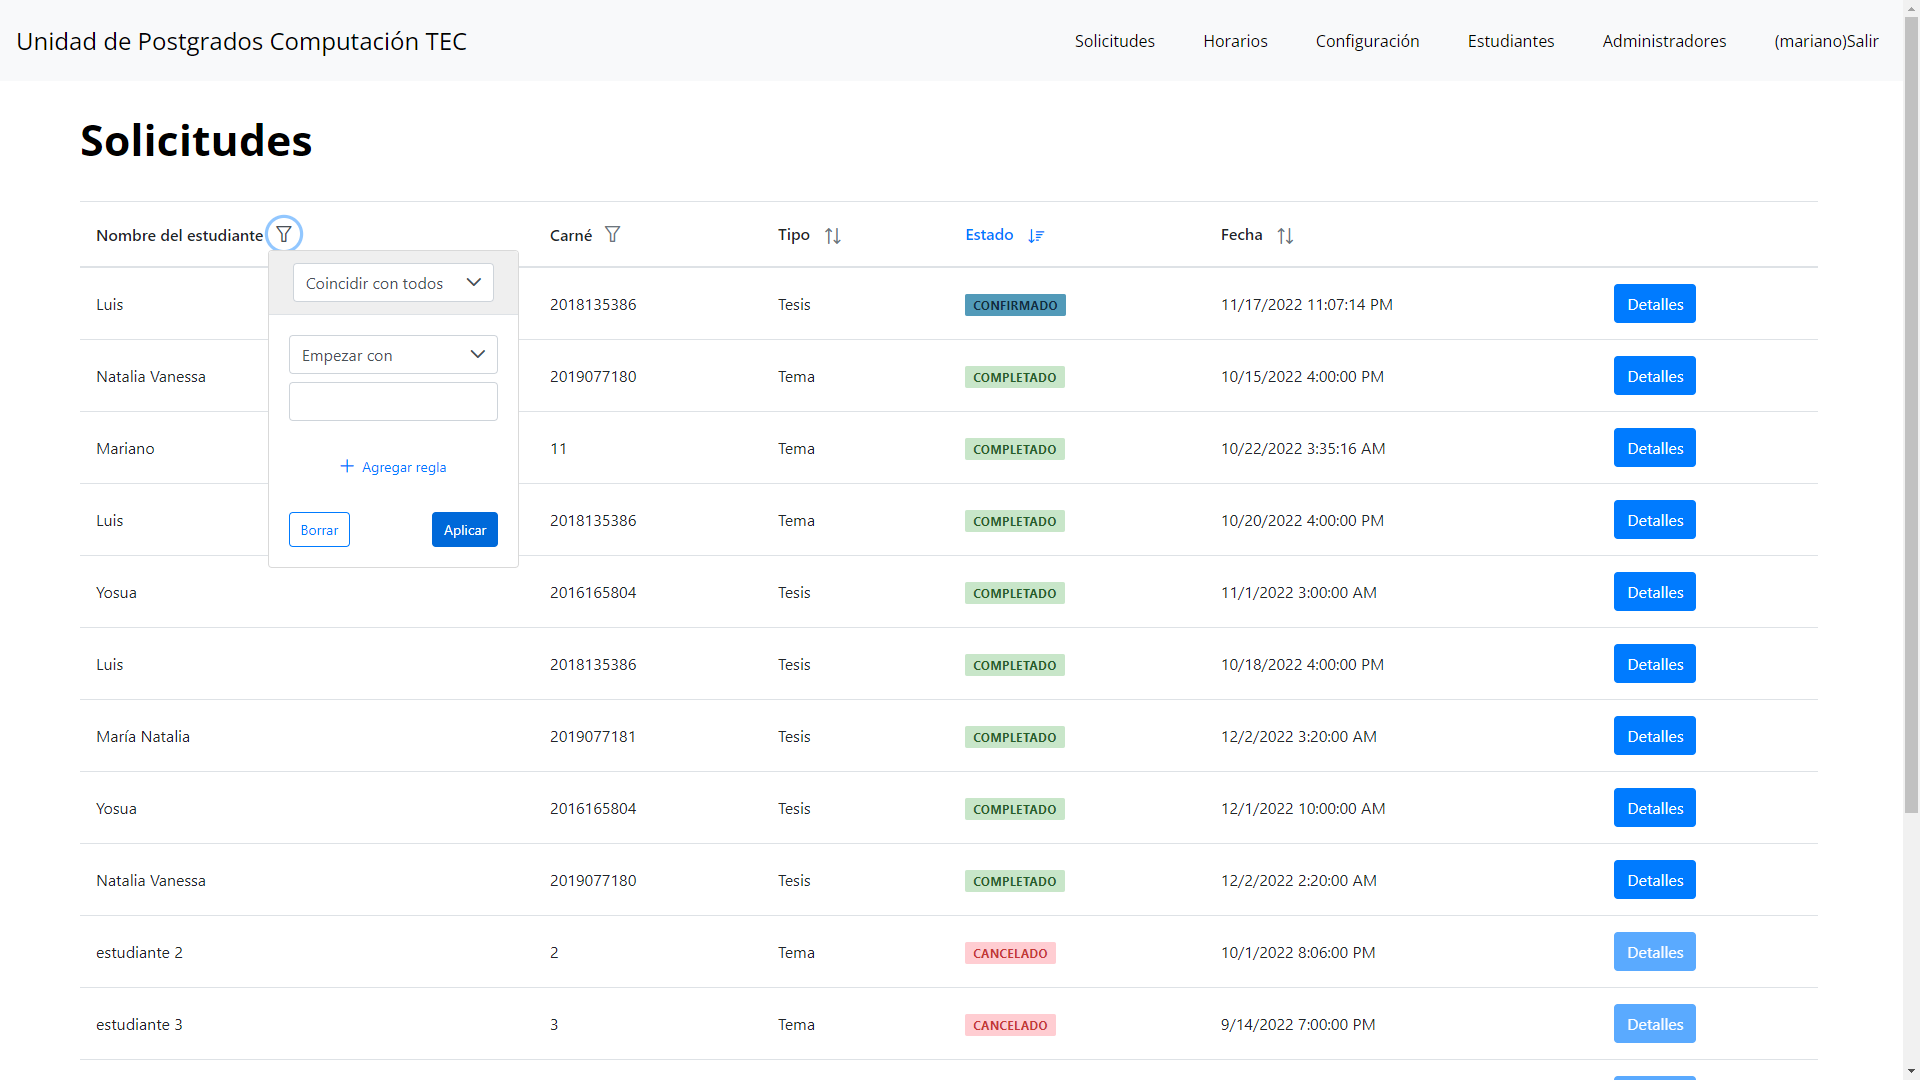 Unidad de Postgrados Computación TEC
Solicitudes Horarios Configuración Estudiantes Administradores (mariano)Salir
Solicitudes
Nombre del estudiante Carné Tipo Estado Fecha
Coincidir con todos
Empezar con
+ Agregar regla
Borrar Aplicar
Luis 2018135386 Tesis CONFIRMADO 11/17/2022 11:07:14 PM Detalles
Natalia Vanessa 2019077180 Tema COMPLETADO 10/15/2022 4:00:00 PM Detalles
Mariano 11 Tema COMPLETADO 10/22/2022 3:35:16 AM Detalles
Luis 2018135386 Tema COMPLETADO 10/20/2022 4:00:00 PM Detalles
Yosua 2016165804 Tesis COMPLETADO 11/1/2022 3:00:00 AM Detalles
Luis 2018135386 Tesis COMPLETADO 10/18/2022 4:00:00 PM Detalles
María Natalia 2019077181 Tesis COMPLETADO 12/2/2022 3:20:00 AM Detalles
Yosua 2016165804 Tesis COMPLETADO 12/1/2022 10:00:00 AM Detalles
Natalia Vanessa 2019077180 Tesis COMPLETADO 12/2/2022 2:20:00 AM Detalles
estudiante 2 2 Tema CANCELADO 10/1/2022 8:06:00 PM Detalles
estudiante 3 3 Tema CANCELADO 9/14/2022 7:00:00 PM Detalles